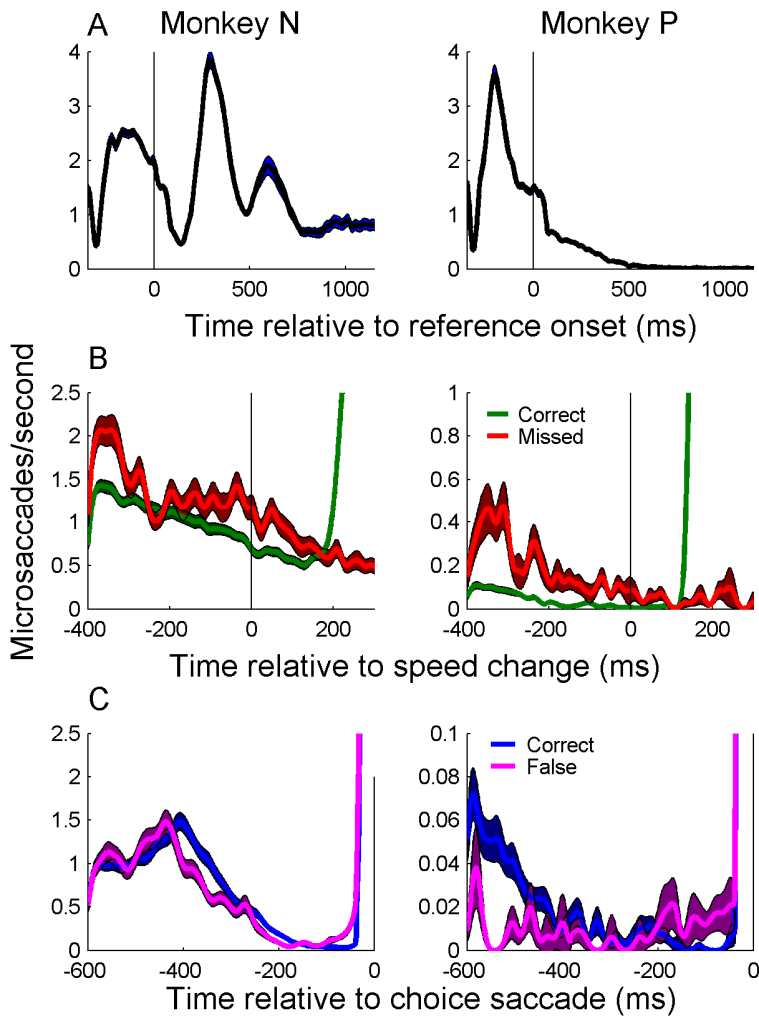 A Monkey N Monkey P
4 4
3 3
2 2
1 1
0 0
0 500 1000 0 500 1000
Time relative to reference onset (ms)
Microsaccades/second
B
2.5 1
2 0.8
1.5 0.6
1 0.4
0.5 0.2
0 0
Correct
Missed
-400 -200 0 200 -400 -200 0 200
Time relative to speed change (ms)
C
2.5 0.1
2 0.08
1.5 0.06
1 0.04
0.5 0.02
0 0
Correct
False
-600 -400 -200 0 -600 -400 -200 0
Time relative to choice saccade (ms)